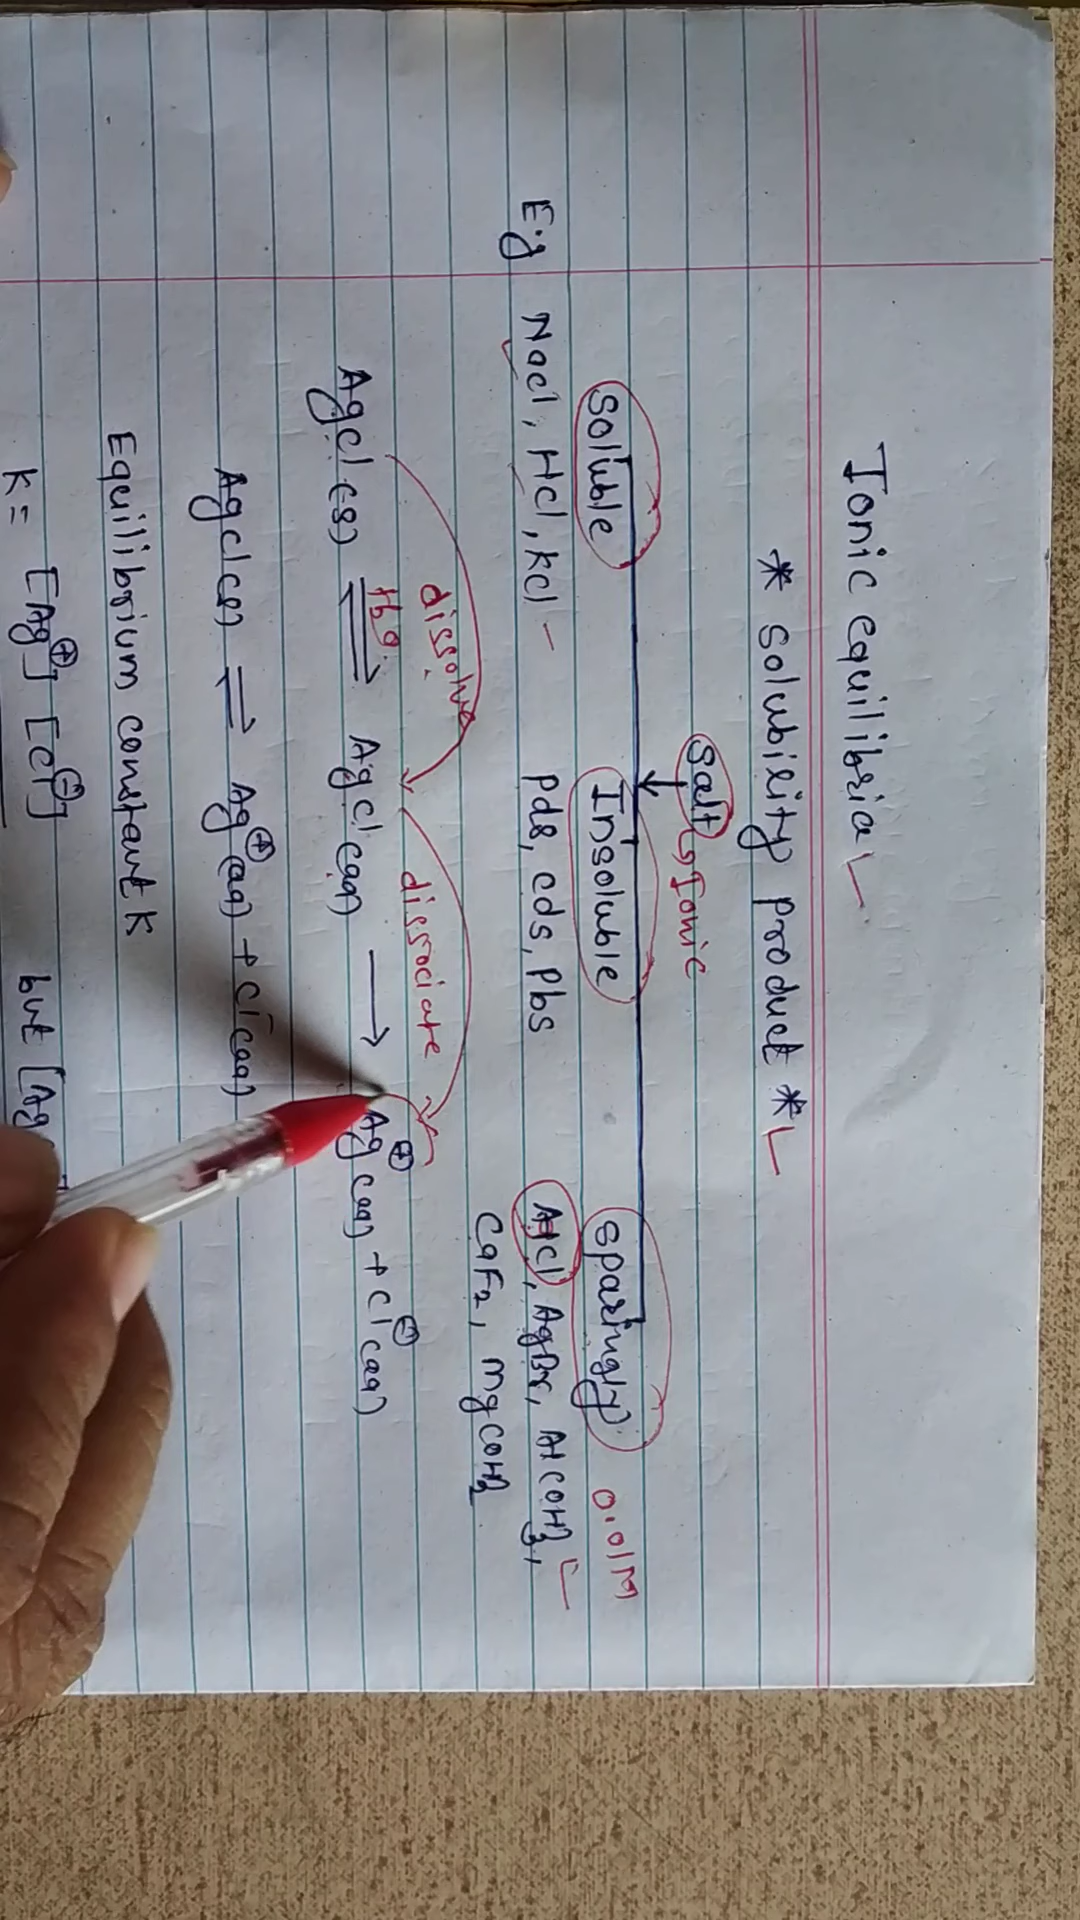 Ionic equilibria
* solubility product *
salt → Ionic
Soluble Insoluble sparingly 0.01M
E.g NaCl, HCl, KCl PdS, CdS, PbS AgCl, AgBr, Al(OH)3,
CaF2, Mg(OH)2
dissolve dissociate
AgCl(s) ⇌ H2O AgCl(aq) → Ag⊕(aq) + Cl⊖(aq)
AgCl(s) ⇌ Ag⊕(aq) + Cl-(aq)
Equilibrium constant K
K = [Ag⊕] [Cl⊖] but [Ag